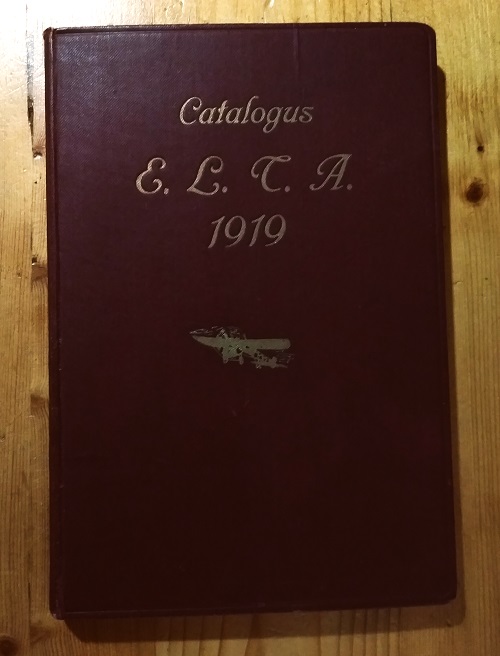 Catalogus
E. L. T. A.
1919